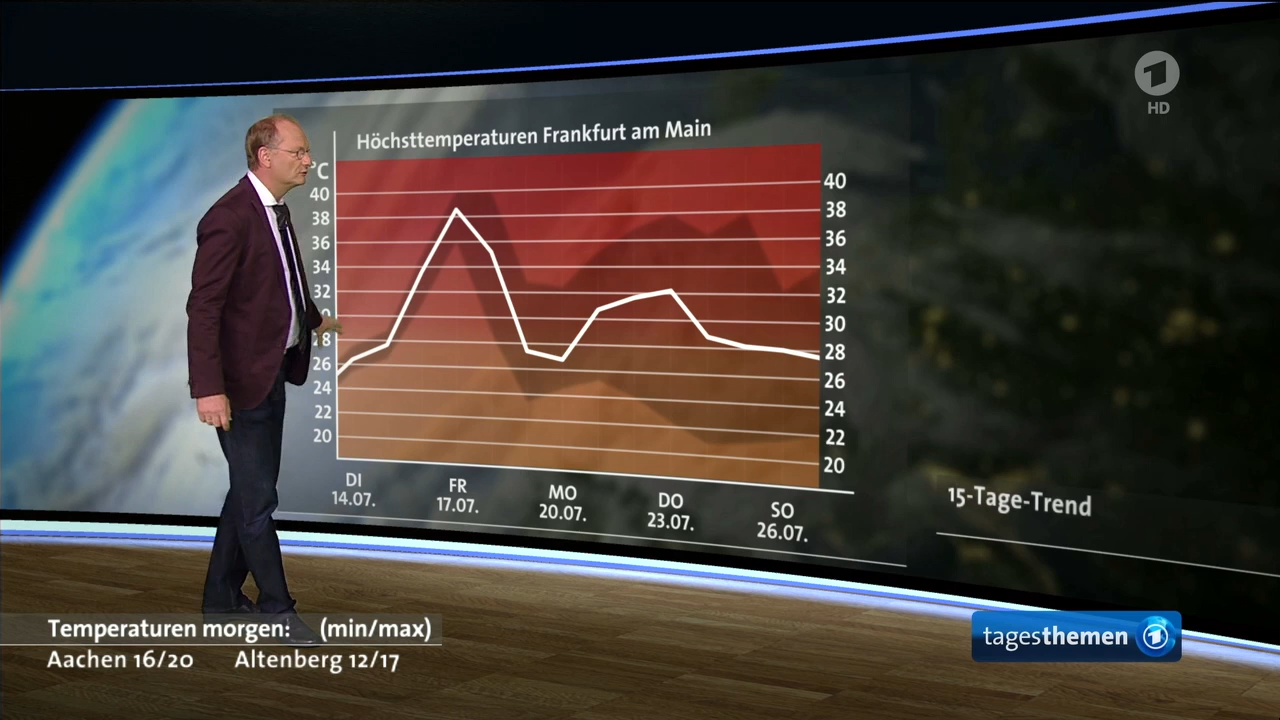 HD
Höchsttemperaturen Frankfurt am Main
°C
40
38
36
34
32
28
26
24
22
20
40
38
36
34
32
30
28
26
24
22
20
DI
14.07.
FR
17.07.
MO
20.07.
DO
23.07.
SO
26.07.
15-Tage-Trend
Temperaturen morgen: (min/max)
Aachen 16/20 Altenberg 12/17
tagesthemen 1